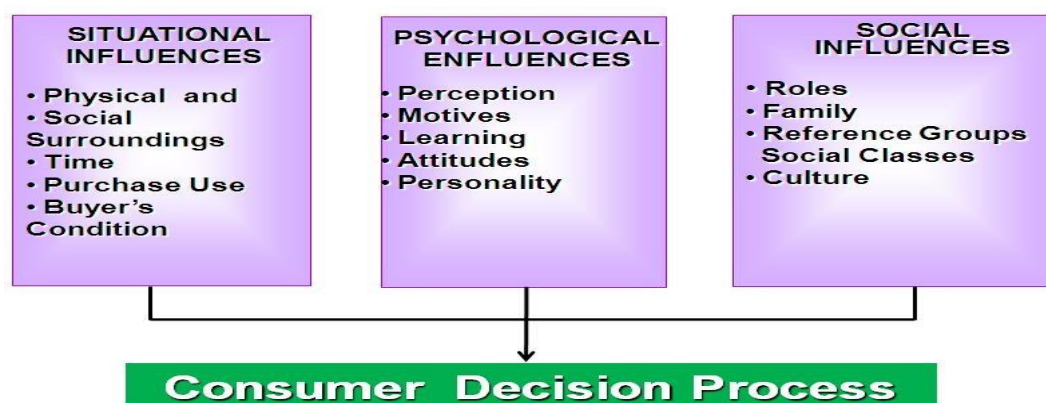 SITUATIONAL
INFLUENCES
• Physical and
• Social
Surroundings
• Time
• Purchase Use
• Buyer's
Condition
PSYCHOLOGICAL
ENFLUENCES
• Perception
• Motives
• Learning
• Attitudes
• Personality
SOCIAL
INFLUENCES
• Roles
• Family
• Reference Groups
Social Classes
• Culture
Consumer Decision Process